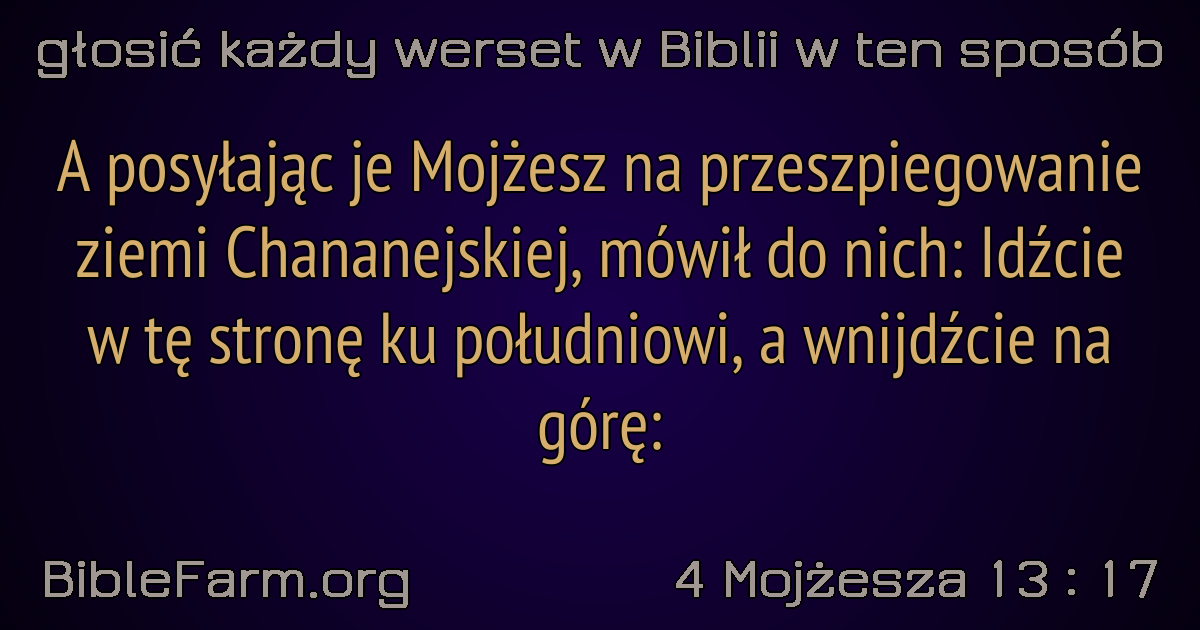 głosić każdy werset w Biblii w ten sposób
A posyłając je Mojżesz na przeszpiegowanie
ziemi Chananejskiej, mówił do nich: Idźcie
w tę stronę ku południowi, a wnijdźcie na
górę:
BibleFarm.org
4 Mojżesza 13 : 17